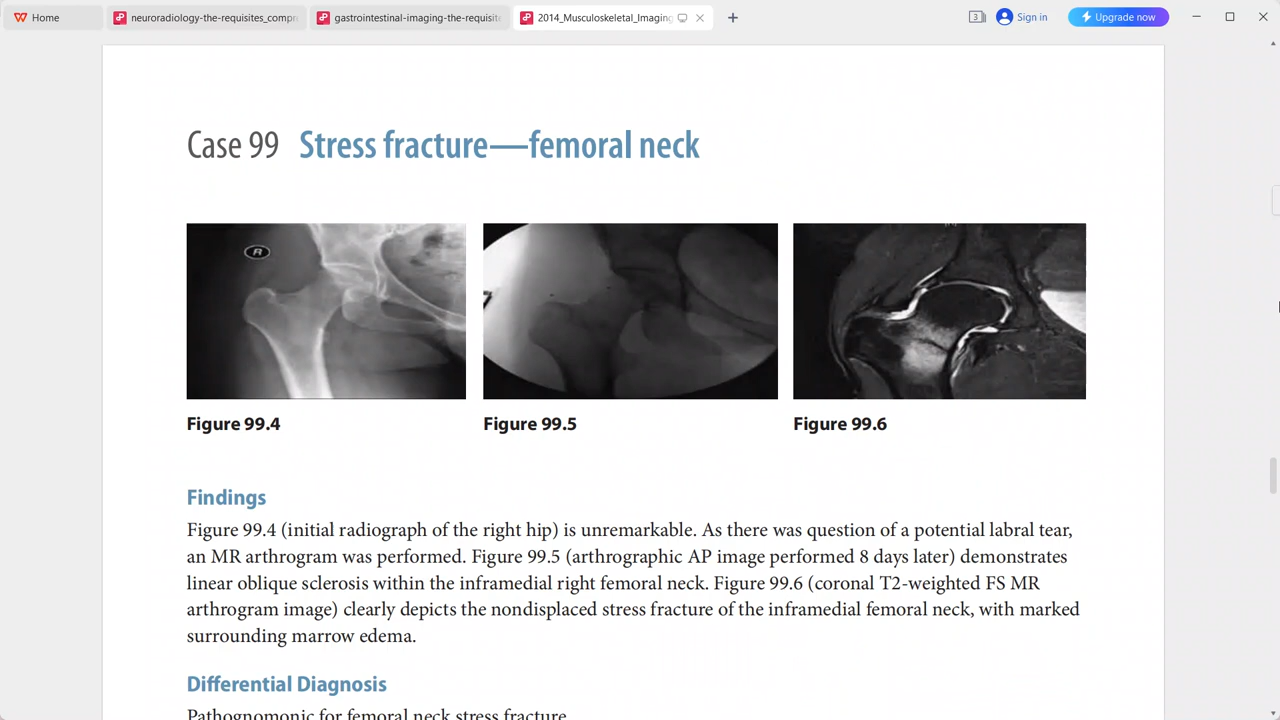 Home
neuroradiology-the-requisites_comp
gastrointestinal-imaging-the-requisite
2014_Musculoskeletal_Imaging
3
Sign in
Upgrade now
Case 99 Stress fracture—femoral neck
R
Figure 99.4
Figure 99.5
Figure 99.6
Findings
Figure 99.4 (initial radiograph of the right hip) is unremarkable. As there was question of a potential labral tear,
an MR arthrogram was performed. Figure 99.5 (arthrographic AP image performed 8 days later) demonstrates
linear oblique sclerosis within the inframedial right femoral neck. Figure 99.6 (coronal T2-weighted FS MR
arthrogram image) clearly depicts the nondisplaced stress fracture of the inframedial femoral neck, with marked
surrounding marrow edema.
Differential Diagnosis
Pathognomonic for femoral neck stress fracture